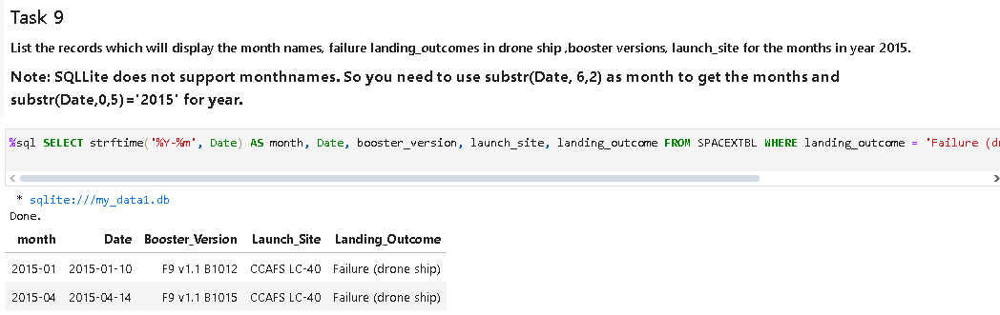 Task 9
List the records which will display the month names, failure landing_outcomes in drone ship ,booster versions, launch_site for the months in year 2015.
Note: SQLLite does not support monthnames. So you need to use substr(Date, 6,2) as month to get the months and
substr(Date,0,5)='2015' for year.
%sql SELECT strftime('%Y-%m', Date) AS month, Date, booster_version, launch_site, landing_outcome FROM SPACEXTBL WHERE landing_outcome = 'Failure (dr
* sqlite:///my_data1.db
Done.
month Date Booster_Version Launch_Site Landing_Outcome
2015-01 2015-01-10 F9 v1.1 B1012 CCAFS LC-40 Failure (drone ship)
2015-04 2015-04-14 F9 v1.1 B1015 CCAFS LC-40 Failure (drone ship)